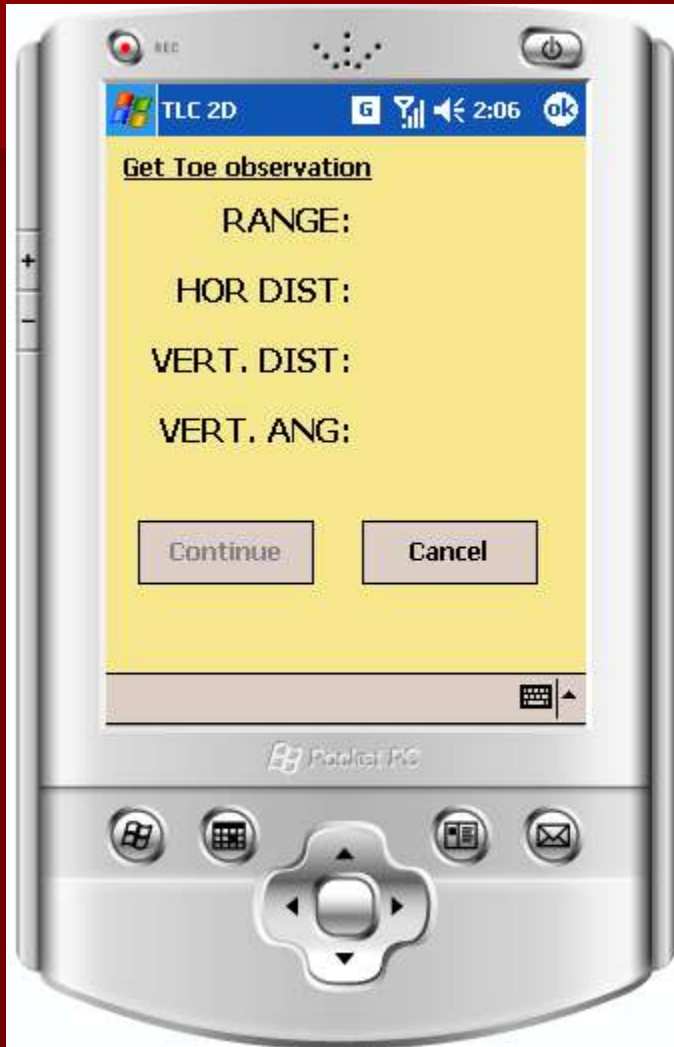 REC
TLC 2D G 2:06 ok
Get Toe observation
RANGE:
HOR DIST:
VERT. DIST:
VERT. ANG:
Continue Cancel
Pocket PC